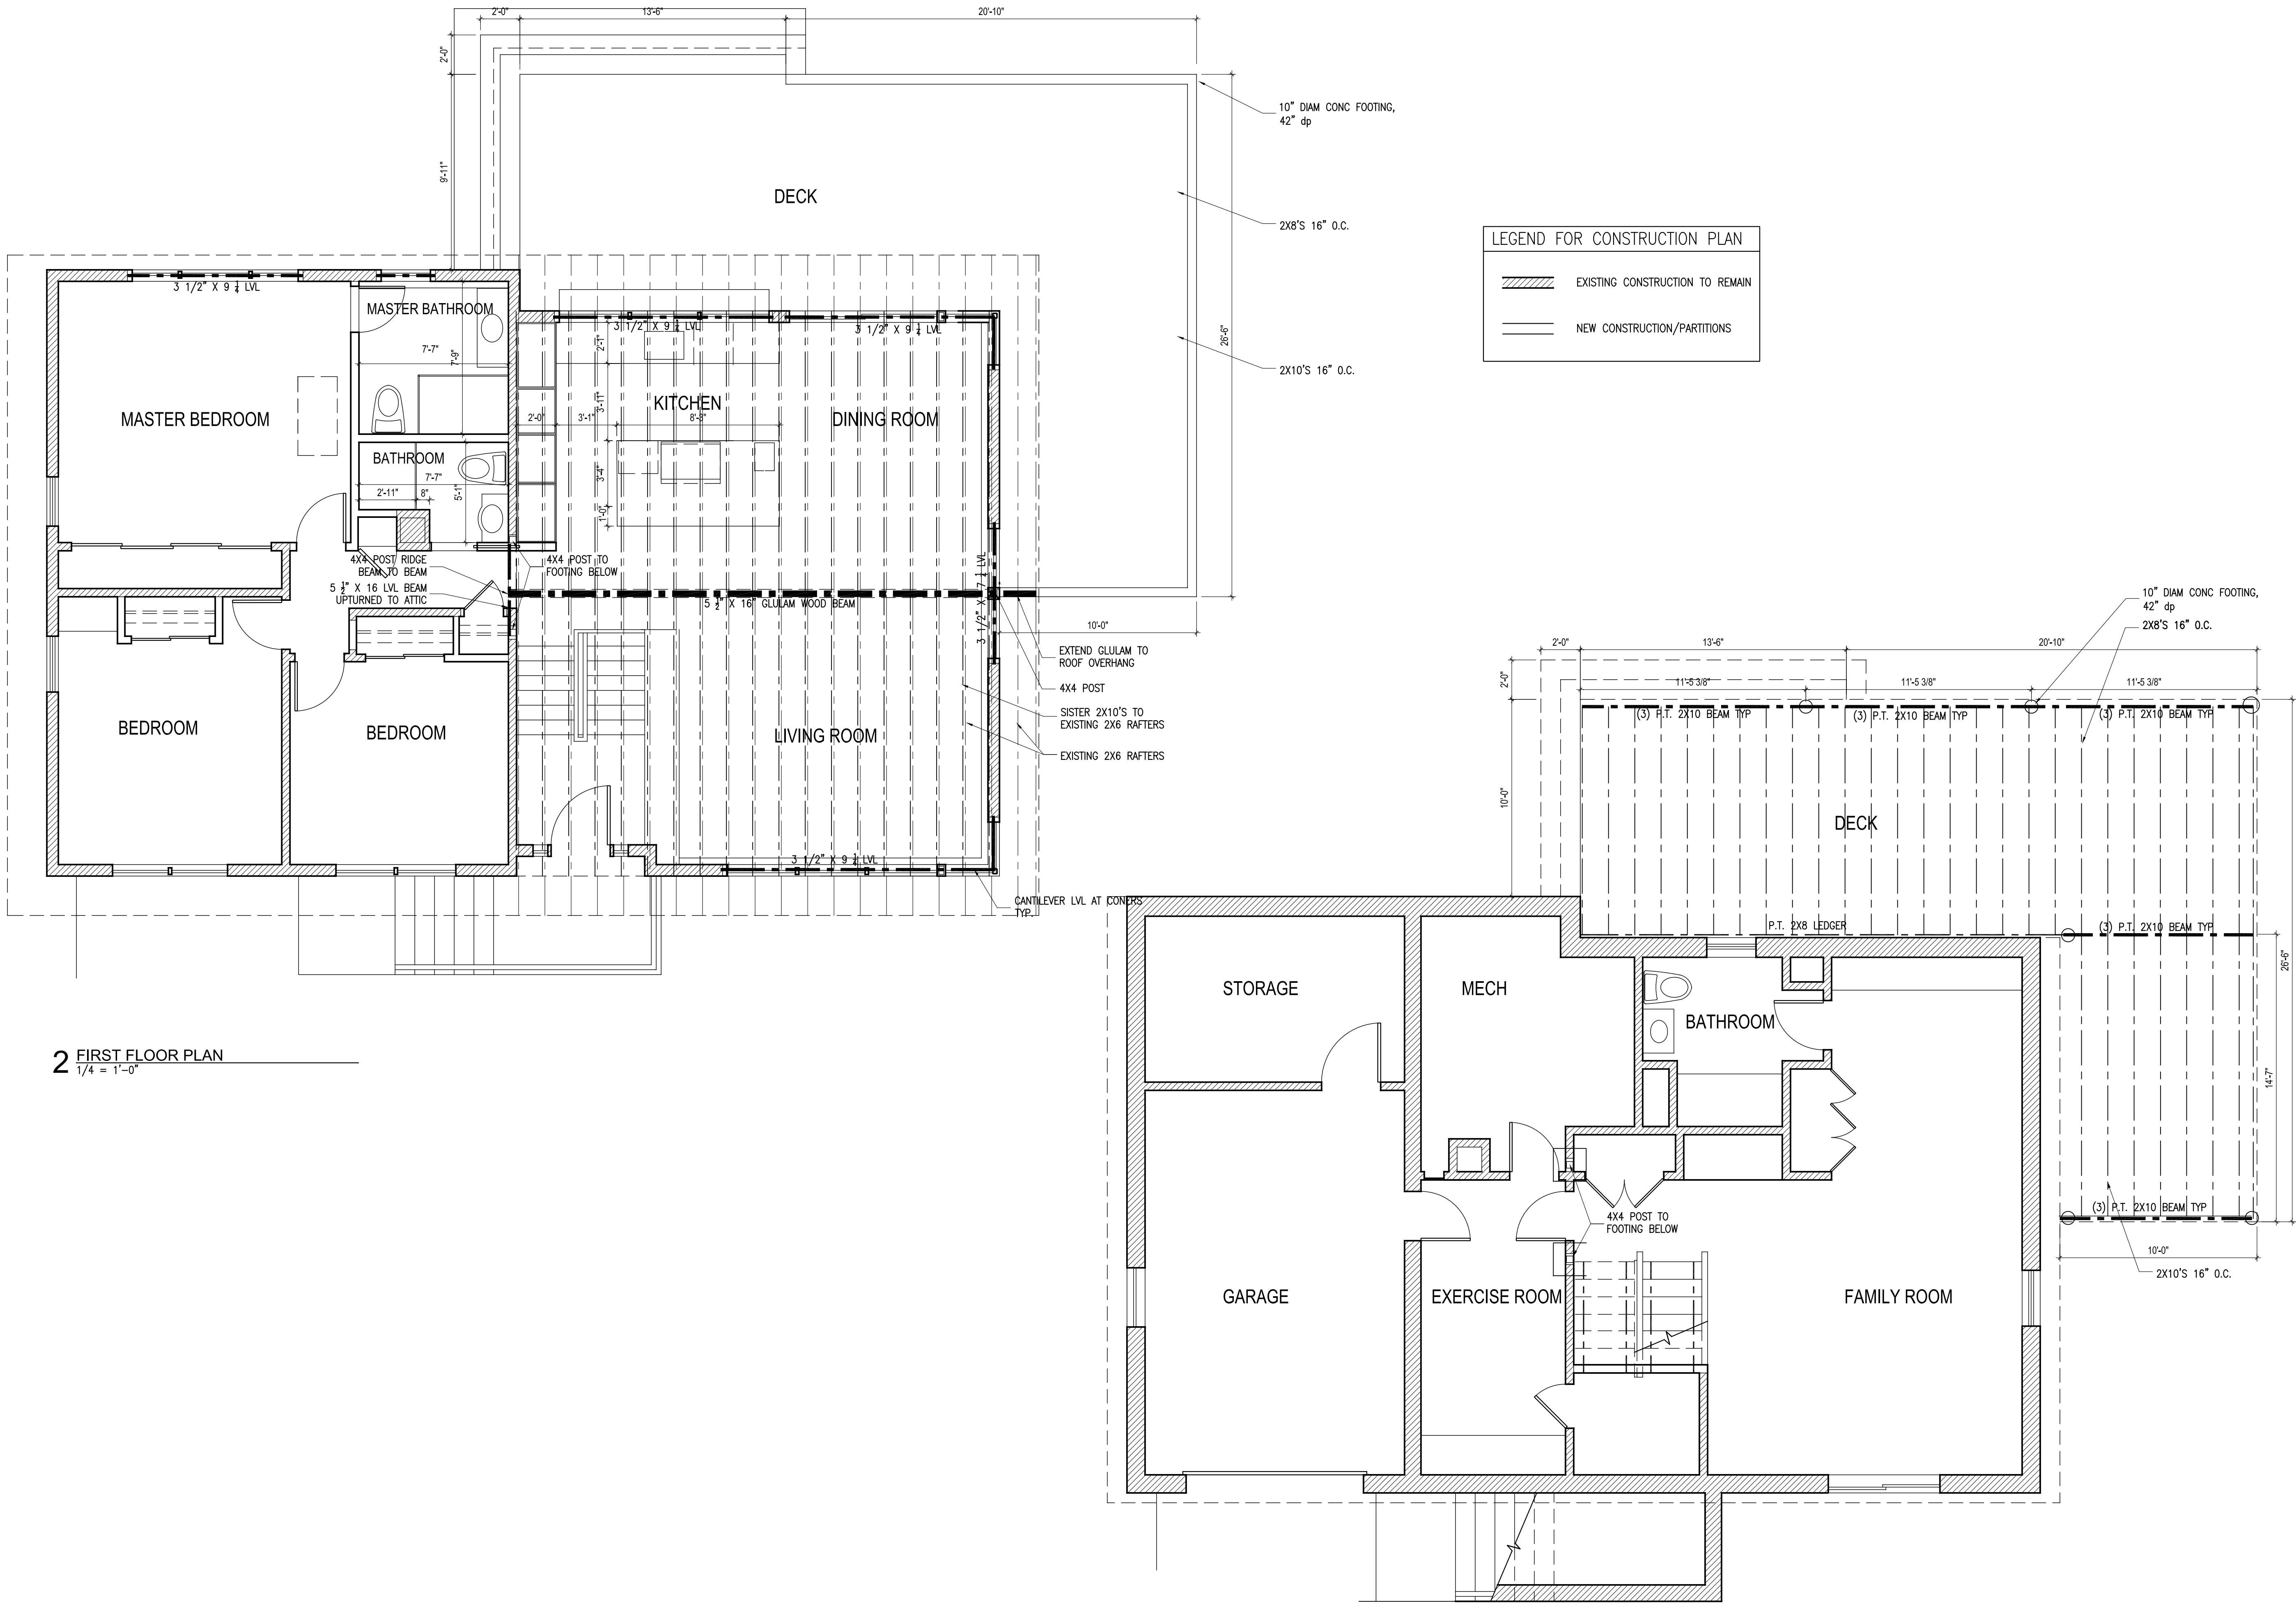 2'-0"
13'-6"
20'-10"
2'-0"
9'-11"
10" DIAM CONC FOOTING,
42" dp
DECK
2X8'S 16" O.C.
LEGEND FOR CONSTRUCTION PLAN
EXISTING CONSTRUCTION TO REMAIN
NEW CONSTRUCTION/PARTITIONS
26'-6"
2X10'S 16" O.C.
3 1/2" X 9 1/4 LVL
MASTER BATHROOM
3 1/2" X 9 1/4 LVL
3 1/2" X 9 1/4 LVL
7'-7"
7'-9"
2'-1"
3'-11"
MASTER BEDROOM
KITCHEN
2'-0"
3'-1"
8'-3"
DINING ROOM
BATHROOM
7'-7"
2'-11"
8"
5'-1"
3'-4"
1'-0"
4X4 POST RIDGE
BEAM TO BEAM
5 1/2" X 16 LVL BEAM
UPTURNED TO ATTIC
4X4 POST TO
FOOTING BELOW
5 1/2" X 16" GLULAM WOOD BEAM
3 1/2" X 7 1/4 LVL
10'-0"
EXTEND GLULAM TO
ROOF OVERHANG
4X4 POST
SISTER 2X10'S TO
EXISTING 2X6 RAFTERS
EXISTING 2X6 RAFTERS
BEDROOM
BEDROOM
LIVING ROOM
3 1/2" X 9 1/4 LVL
CANTILEVER LVL AT CONERS
TYP.
2 FIRST FLOOR PLAN
1/4 = 1'-0"
10" DIAM CONC FOOTING,
42" dp
2X8'S 16" O.C.
2'-0"
13'-6"
20'-10"
2'-0"
11'-5 3/8"
11'-5 3/8"
11'-5 3/8"
(3) P.T. 2X10 BEAM TYP
(3) P.T. 2X10 BEAM TYP
(3) P.T. 2X10 BEAM TYP
10'-0"
DECK
P.T. 2X8 LEDGER
(3) P.T. 2X10 BEAM TYP
26'-6"
14'-7"
STORAGE
MECH
BATHROOM
4X4 POST TO
FOOTING BELOW
(3) P.T. 2X10 BEAM TYP
10'-0"
2X10'S 16" O.C.
GARAGE
EXERCISE ROOM
FAMILY ROOM